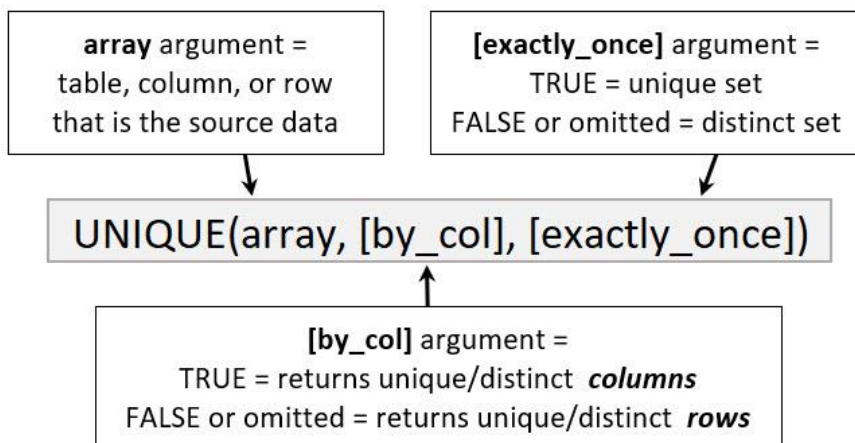 array argument =
table, column, or row
that is the source data
[exactly_once] argument =
TRUE = unique set
FALSE or omitted = distinct set
UNIQUE(array, [by_col], [exactly_once])
[by_col] argument =
TRUE = returns unique/distinct columns
FALSE or omitted = returns unique/distinct rows